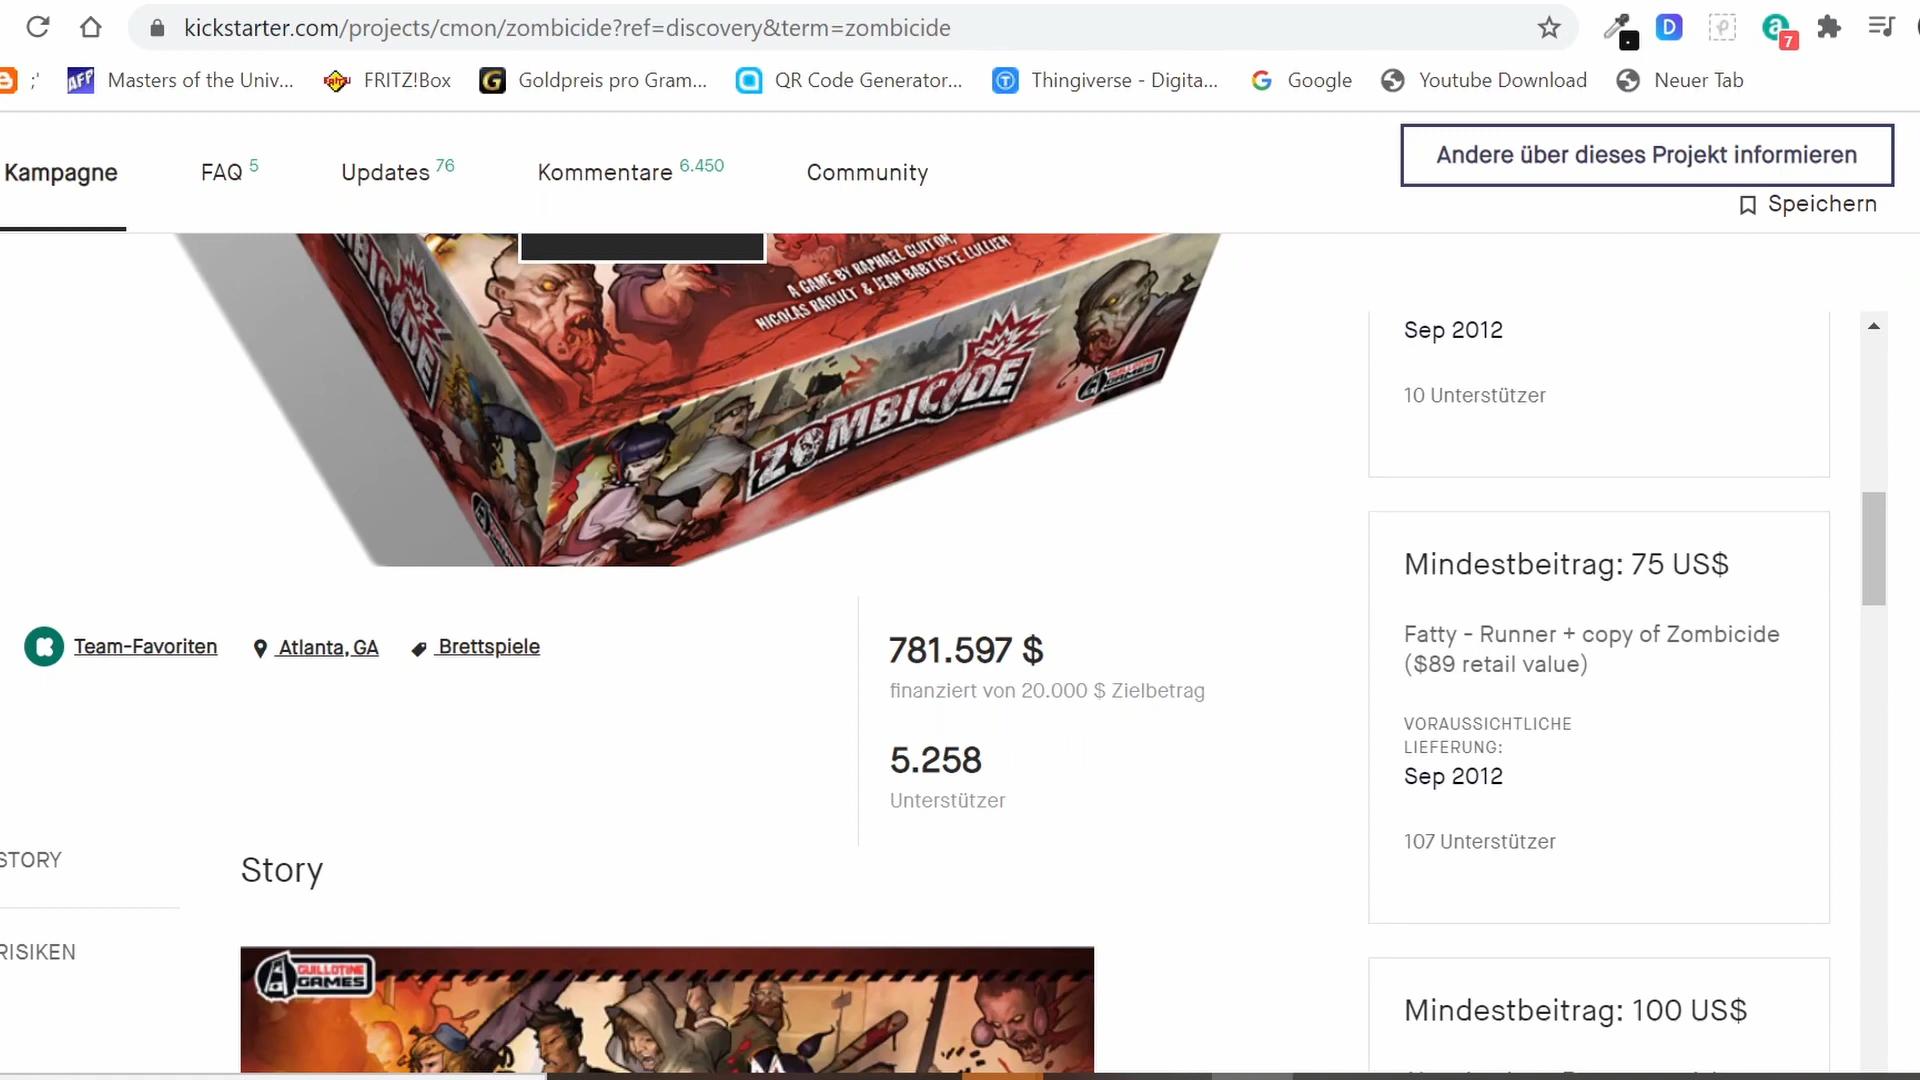 kickstarter.com/projects/cmon/zombicide?ref=discovery&term=zombicide
7
;'
AFP
Masters of the Univ...
FRITZ!Box
Goldpreis pro Gram...
QR Code Generator...
Thingiverse - Digita...
Google
Youtube Download
Neuer Tab
Kampagne
FAQ 5
Updates 76
Kommentare 6.450
Community
Andere über dieses Projekt informieren
Speichern
A GAME BY RAPHAEL GUITON,
NICOLAS RAOULT & JEAN BABTISTE LULLIEN
ZOMBICIDE
Sep 2012
10 Unterstützer
Mindestbeitrag: 75 US$
Fatty - Runner + copy of Zombicide
($89 retail value)
VORAUSSICHTLICHE
LIEFERUNG:
Sep 2012
107 Unterstützer
Team-Favoriten
Atlanta, GA
Brettspiele
781.597 $
finanziert von 20.000 $ Zielbetrag
5.258
Unterstützer
STORY
RISIKEN
Story
GUILLOTINE
GAMES
Mindestbeitrag: 100 US$